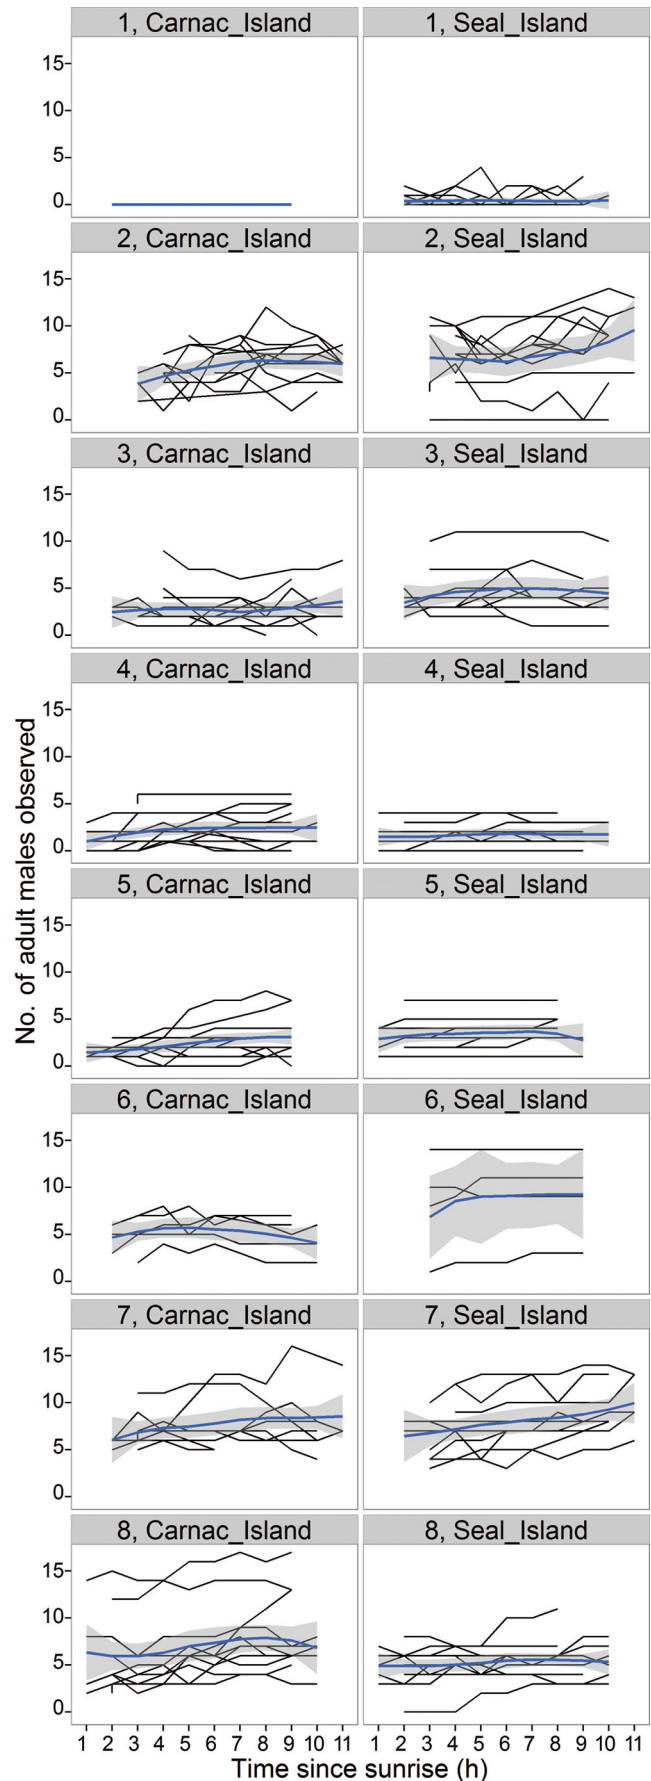 1, Carnac_Island 1, Seal_Island
15
10
5
0
2, Carnac_Island 2, Seal_Island
15
10
5
0
3, Carnac_Island 3, Seal_Island
15
10
5
0
4, Carnac_Island 4, Seal_Island
15
10
5
0
No. of adult males observed
5, Carnac_Island 5, Seal_Island
15
10
5
0
6, Carnac_Island 6, Seal_Island
15
10
5
0
7, Carnac_Island 7, Seal_Island
15
10
5
0
8, Carnac_Island 8, Seal_Island
15
10
5
0
1 2 3 4 5 6 7 8 9 10 11 1 2 3 4 5 6 7 8 9 10 11
Time since sunrise (h)